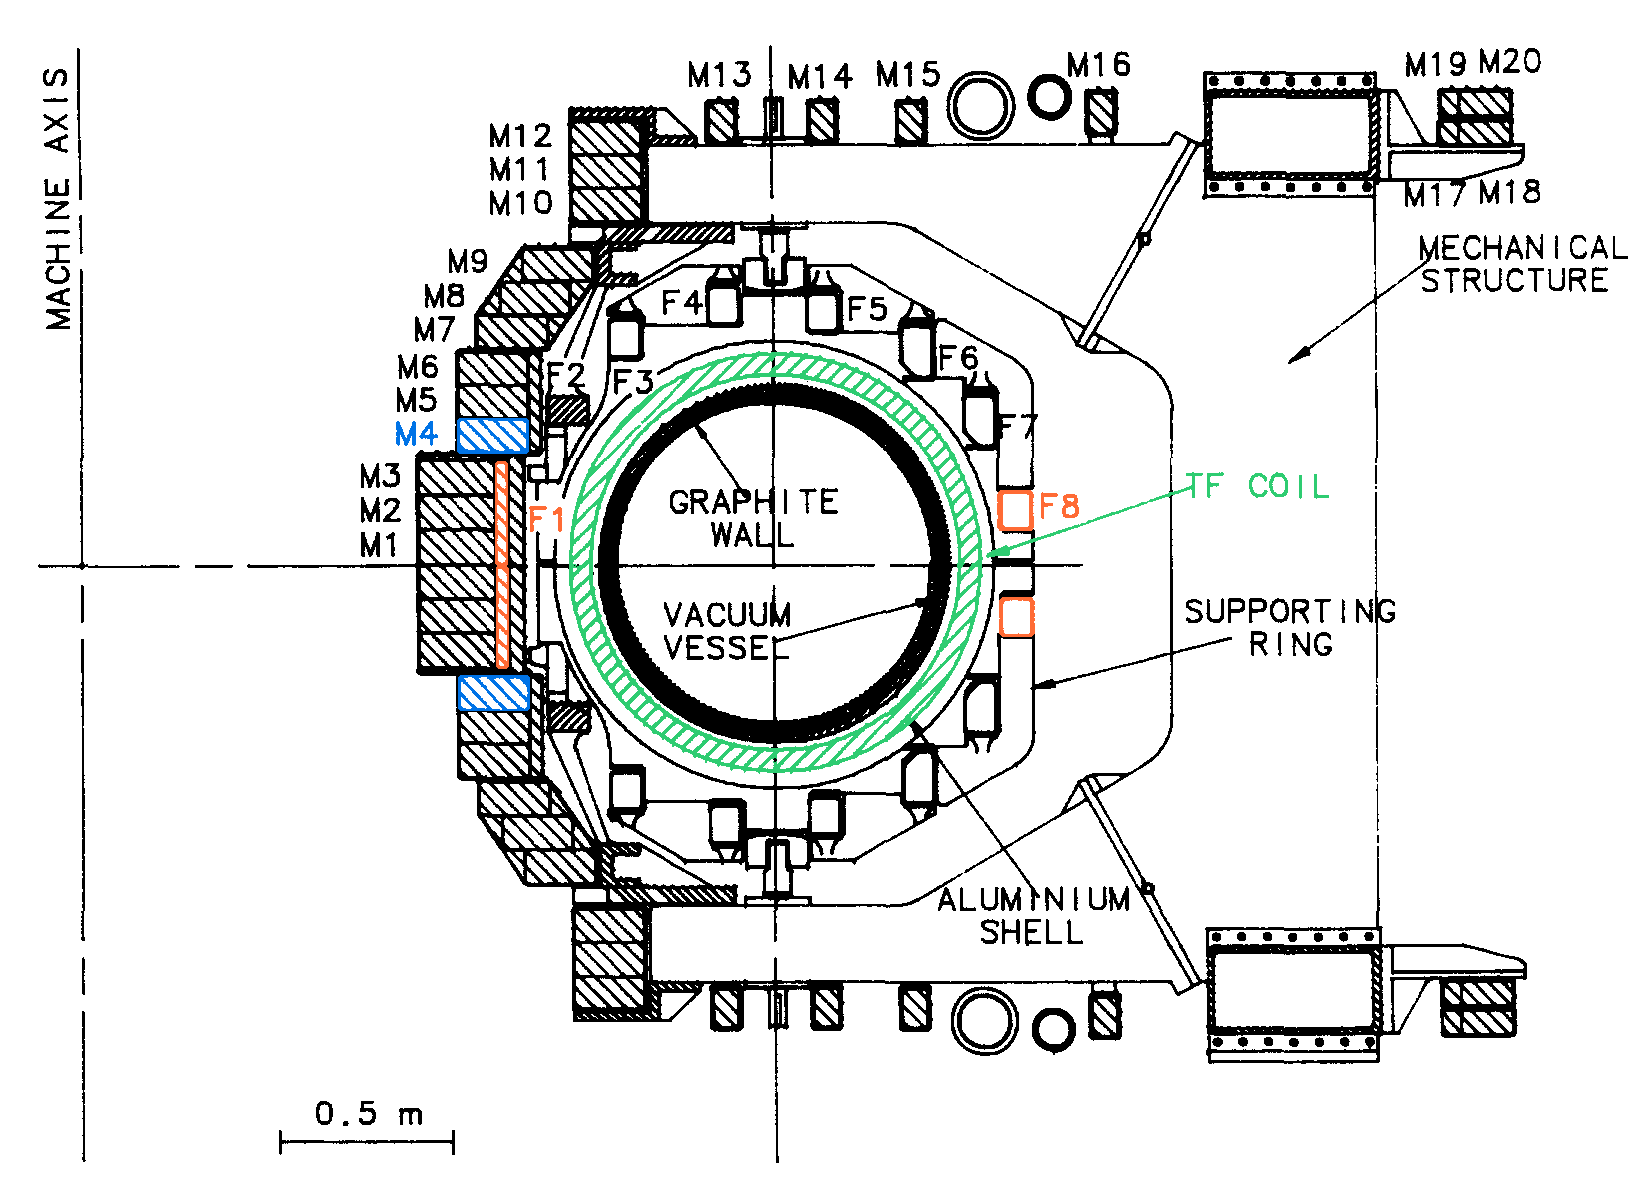 MACHINE AXIS
M13 M14 M15 M16 M19 M20
M12
M11
M10
M17 M18
MECHANICAL
STRUCTURE
M9
M8
M7
M6
M5
M4
M3
M2
M1
F4 F5
F2 F3 F6
F7
F1 F8
GRAPHITE
WALL
TF COIL
VACUUM
VESSEL
SUPPORTING
RING
ALUMINIUM
SHELL
0.5 m